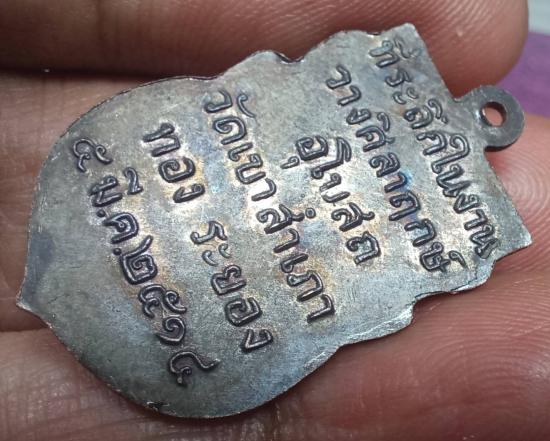 ที่ระลึกในงาน
วางศิลาฤกษ์
อุโบสถ
วัดเขาสำเภา
ทอง ระยอง
๕ มี.ค.๒๕๑๕